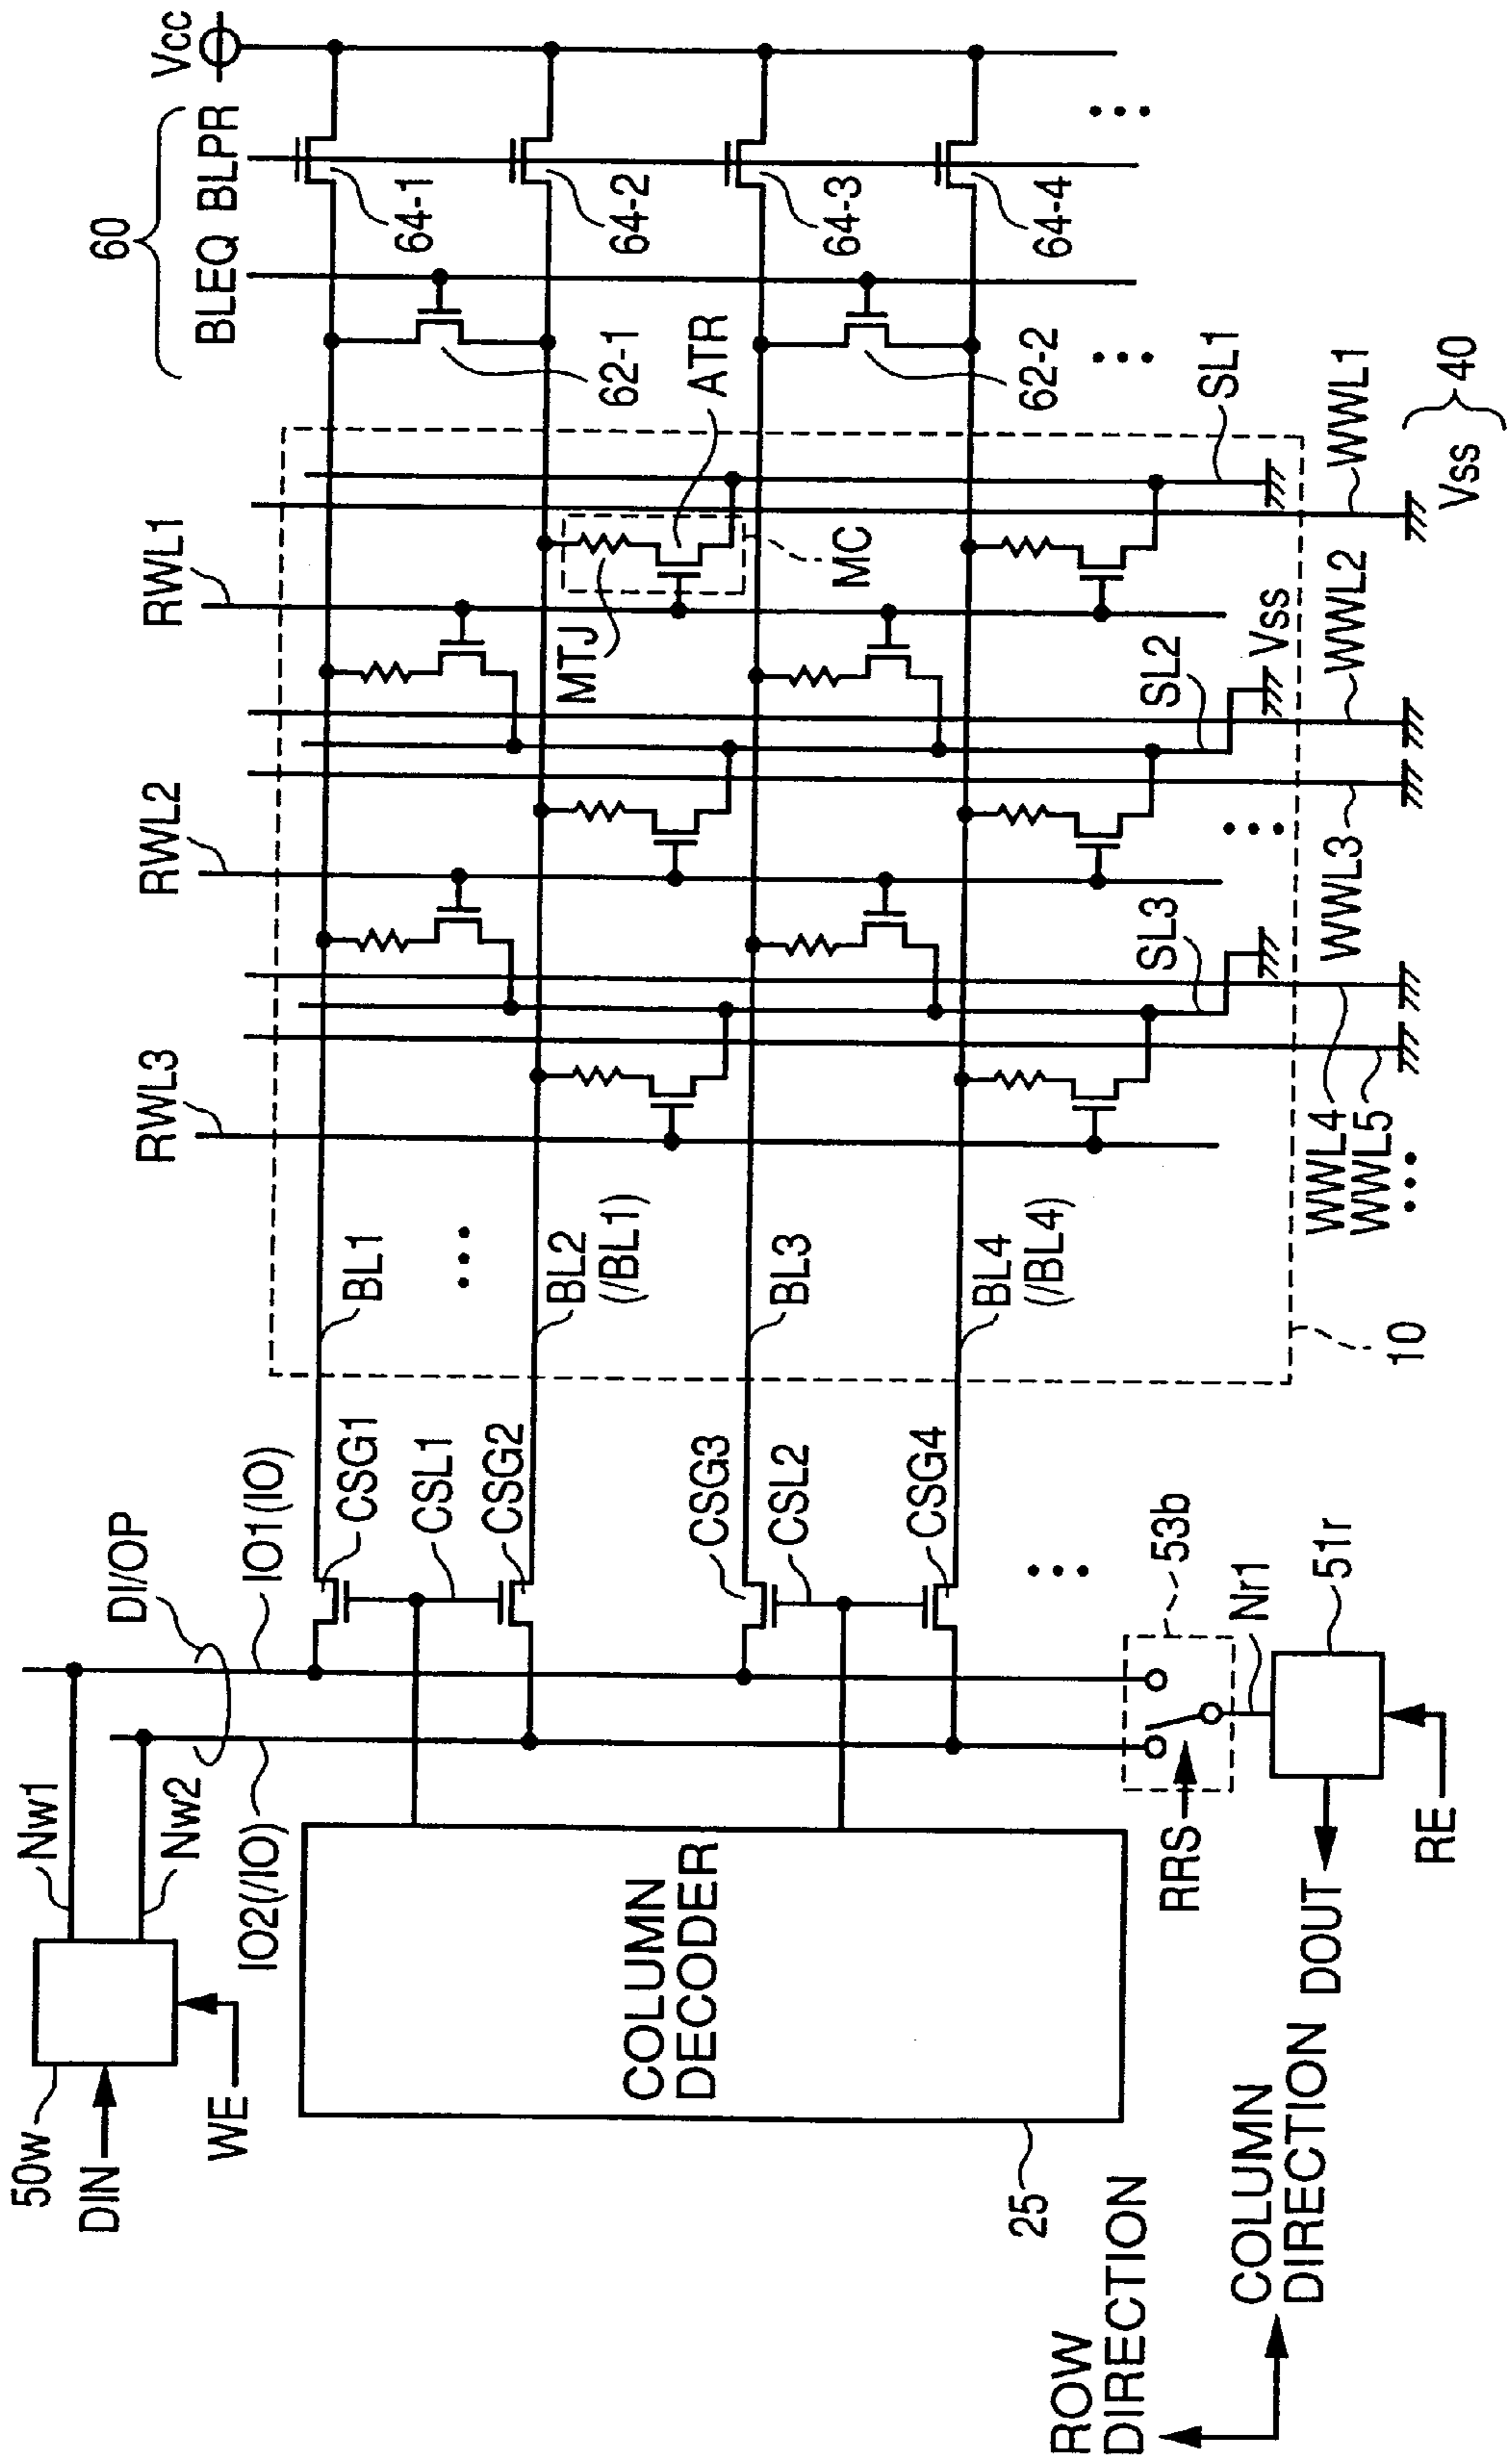 Vcc
60
BLEQ BLPR
64-1
64-2
64-3
64-4
62-1
62-2
ATR
SL1
40
Vss
WWL1
RWL1
MC
MTJ
Vss
WWL2
SL2
RWL2
WWL3
SL3
RWL3
WWL4
WWL5
BL1
BL2
(/BL1)
BL3
BL4
(/BL4)
10
DI/OP
IO1(IO)
CSG1
CSL1
CSG2
CSG3
CSL2
CSG4
53b
Nr1
51r
Nw1
Nw2
IO2(/IO)
COLUMN
DECODER
RRS
DOUT
RE
50w
DIN
WE
25
ROW
DIRECTION
COLUMN
DIRECTION